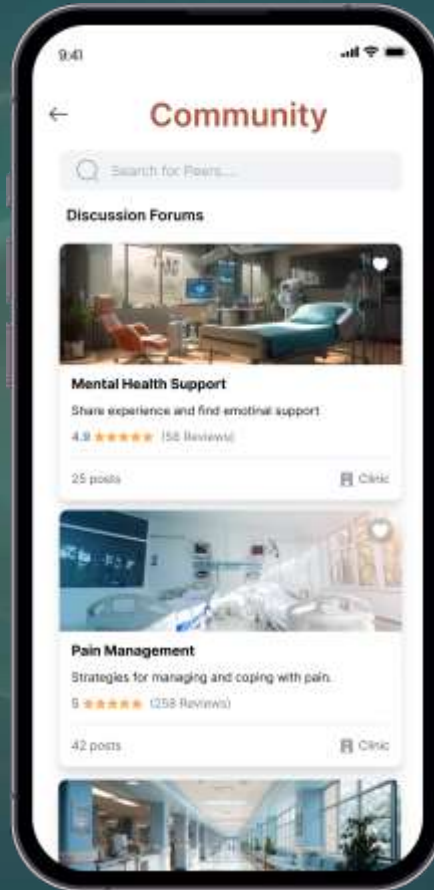 9:41
Community
Search for Peers....
Discussion Forums
Mental Health Support
Share experience and find emotinal support
4.9 (58 Reviews)
25 posts Clinic
Pain Management
Strategies for managing and coping with pain.
5 (258 Reviews)
42 posts Clinic